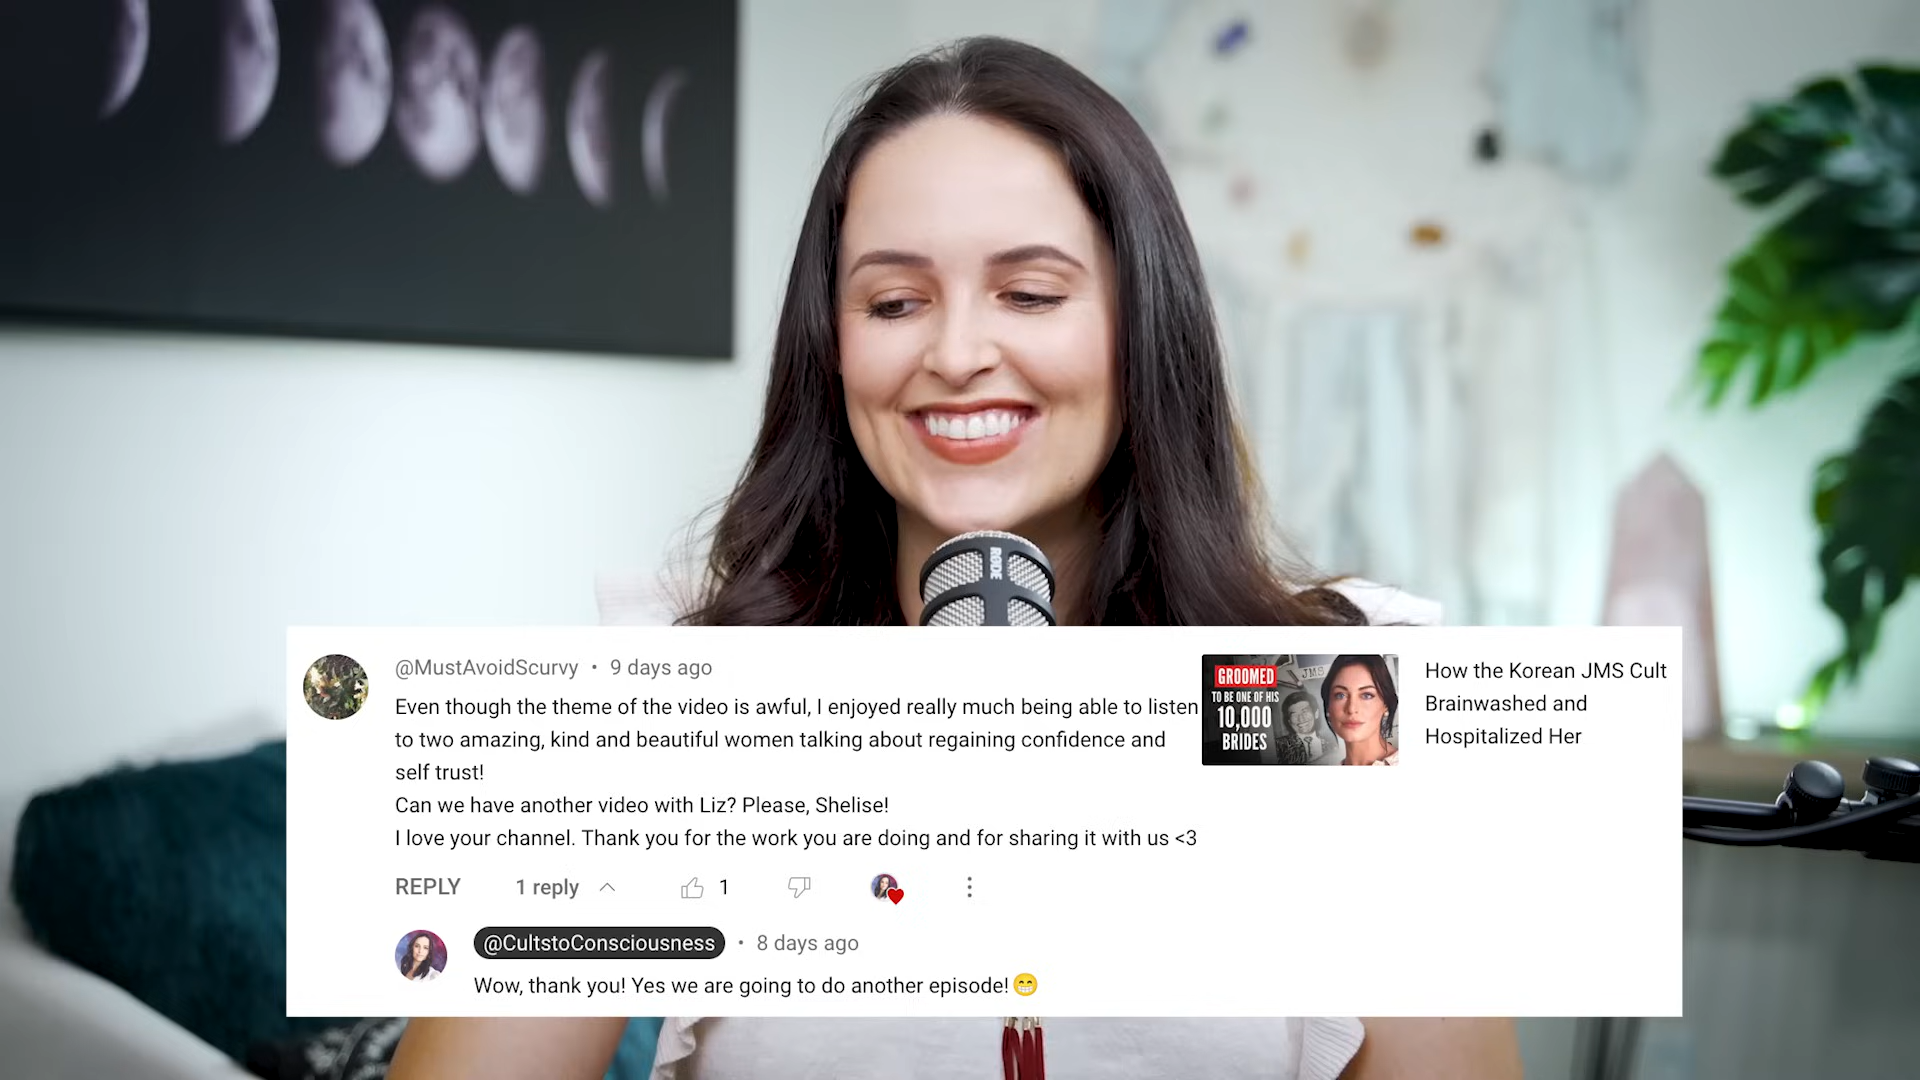 RØDE
@MustAvoidScurvy • 9 days ago
Even though the theme of the video is awful, I enjoyed really much being able to listen
to two amazing, kind and beautiful women talking about regaining confidence and
self trust!
Can we have another video with Liz? Please, Shelise!
I love your channel. Thank you for the work you are doing and for sharing it with us <3
REPLY 1 reply 1
@CultstoConsciousness • 8 days ago
Wow, thank you! Yes we are going to do another episode!😁
GROOMED
TO BE ONE OF HIS
10,000
BRIDES
JMS
How the Korean JMS Cult
Brainwashed and
Hospitalized Her